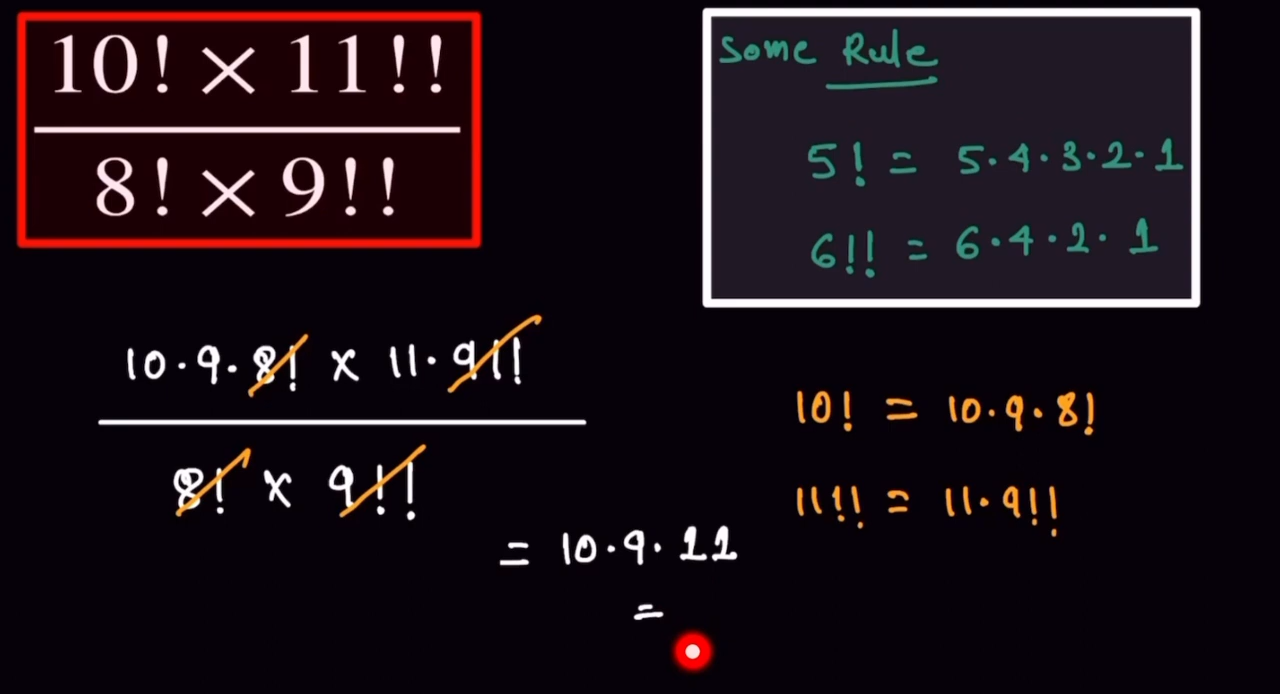 10! × 11!!
8! × 9!!
Some Rule
5! = 5·4·3·2·1
6!! = 6·4·2·1
10·9·8! x 11·9!!
8! x 9!!
= 10·9·11
=
10! = 10·9·8!
11!! = 11·9!!